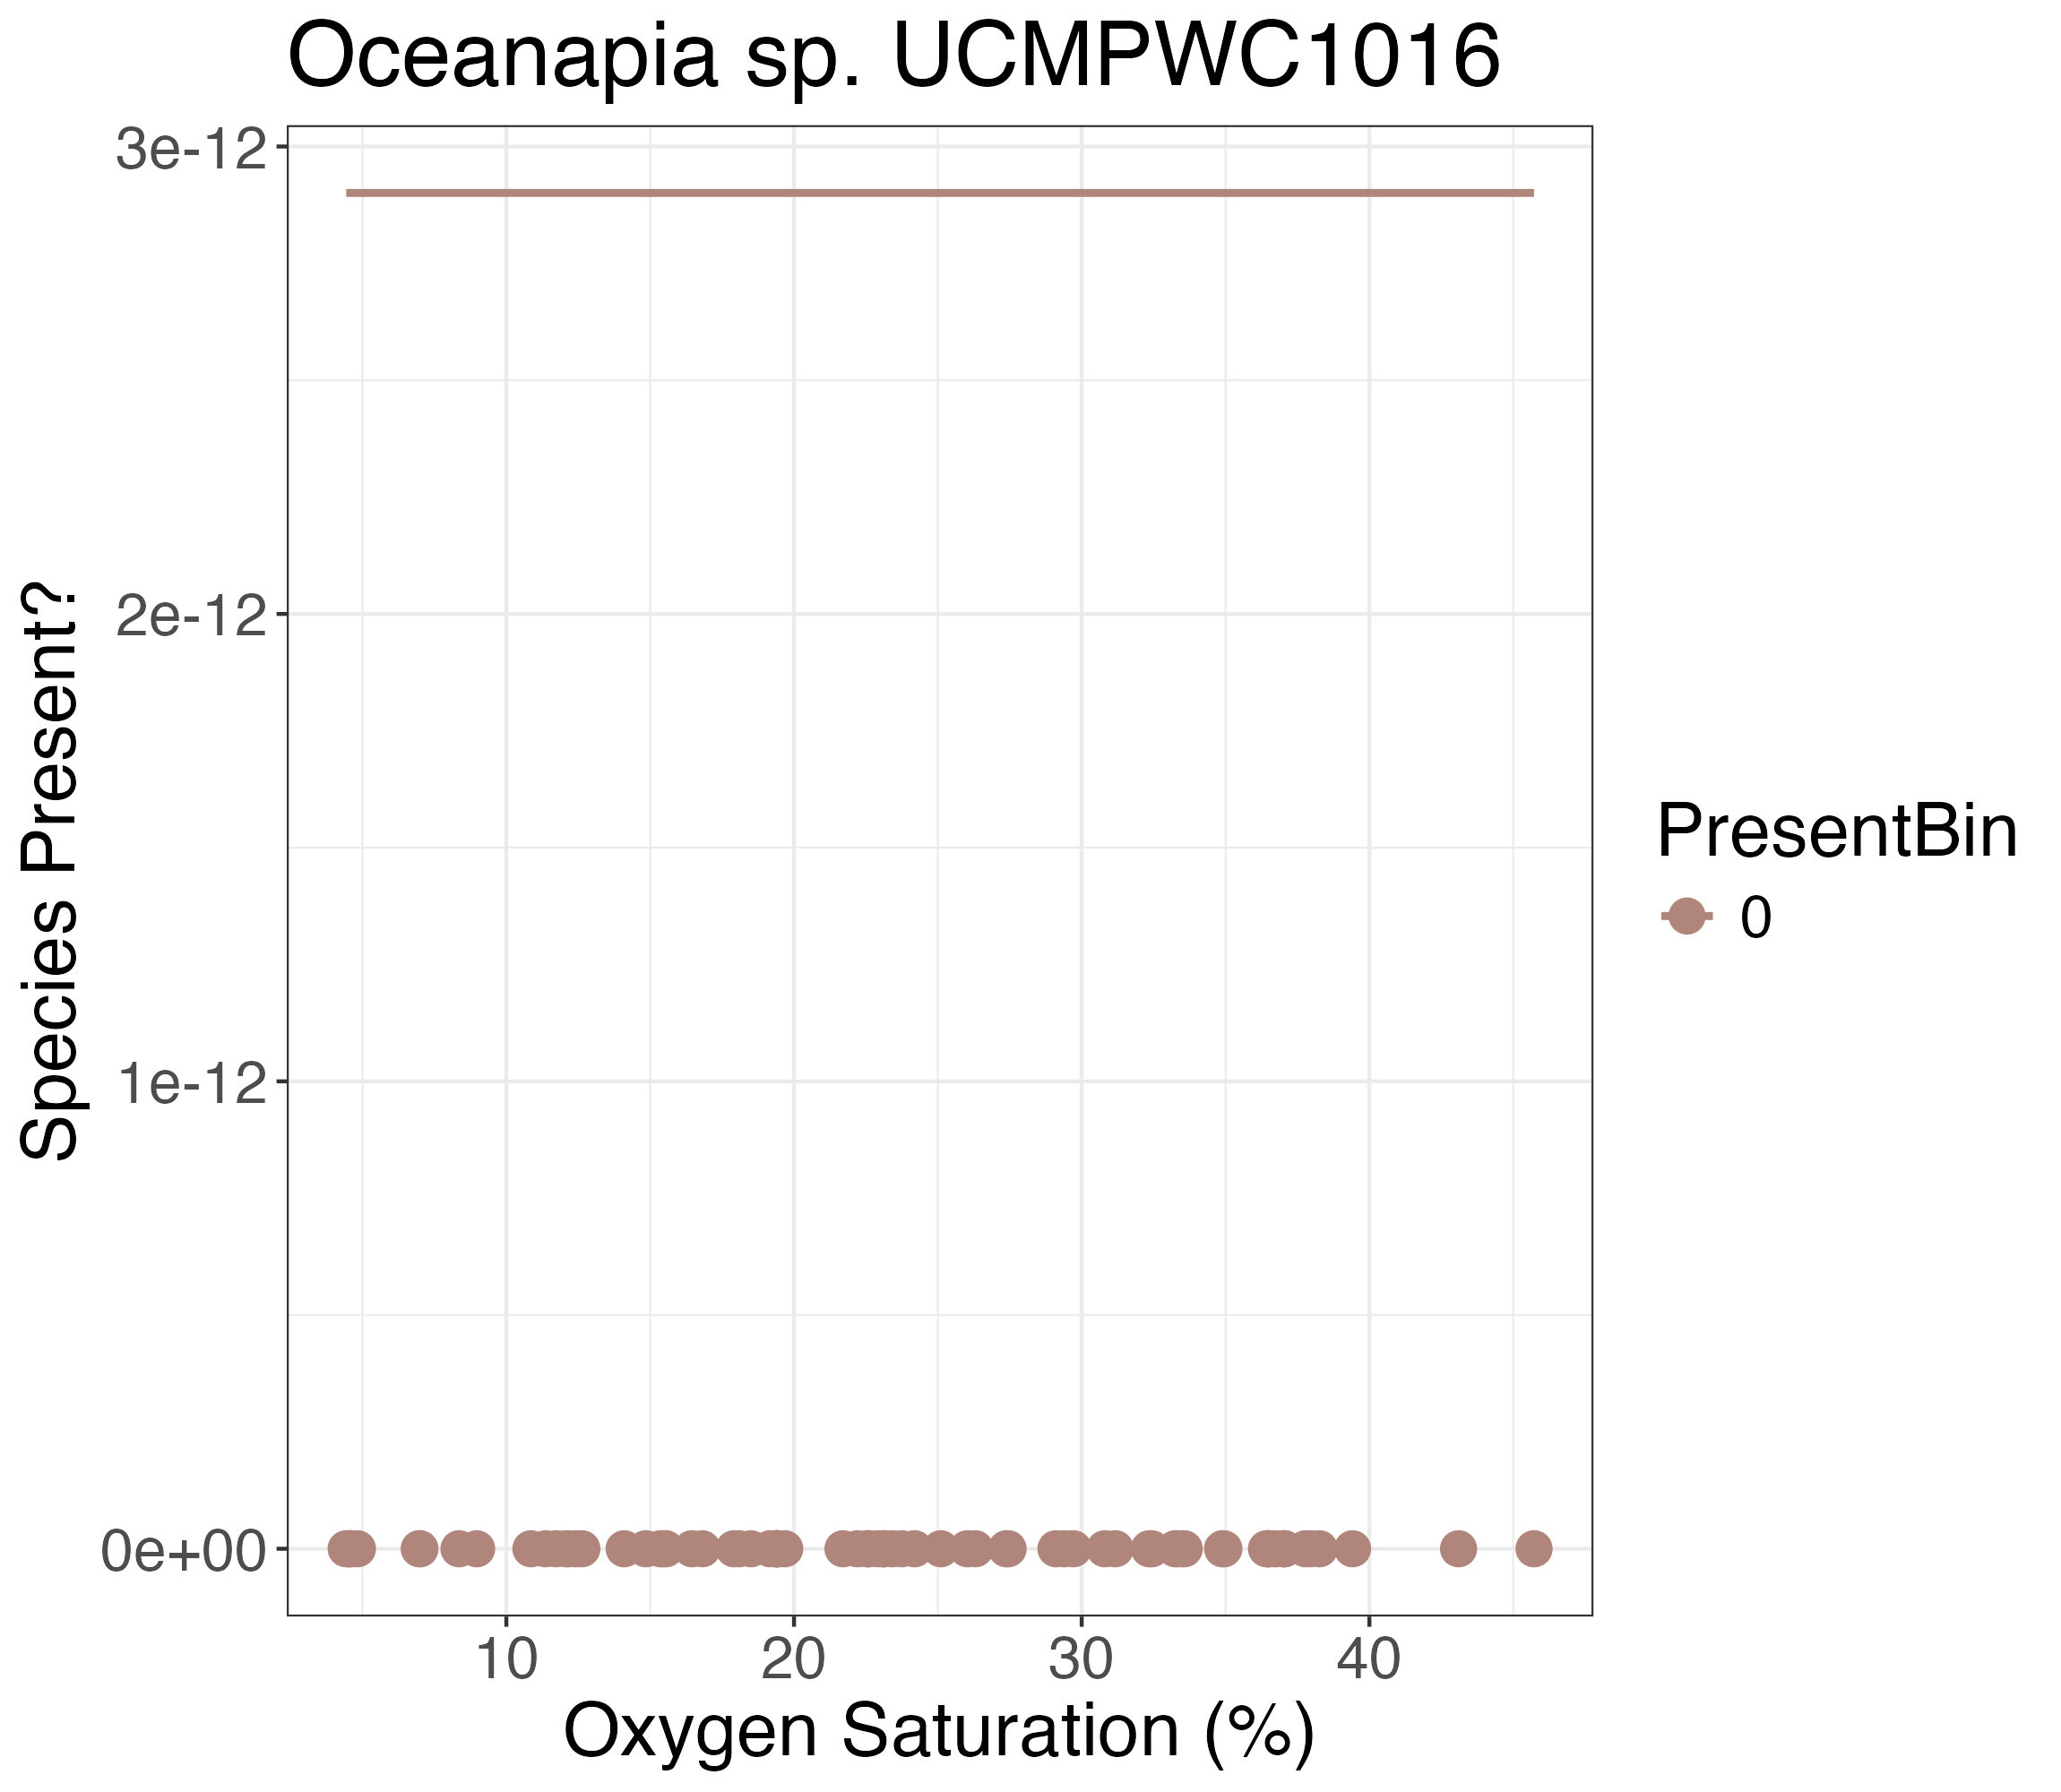 Oceanapia sp. UCMPWC1016
3e-12
2e-12
1e-12
0e+00
Species Present?
10 20 30 40
Oxygen Saturation (%)
PresentBin
0